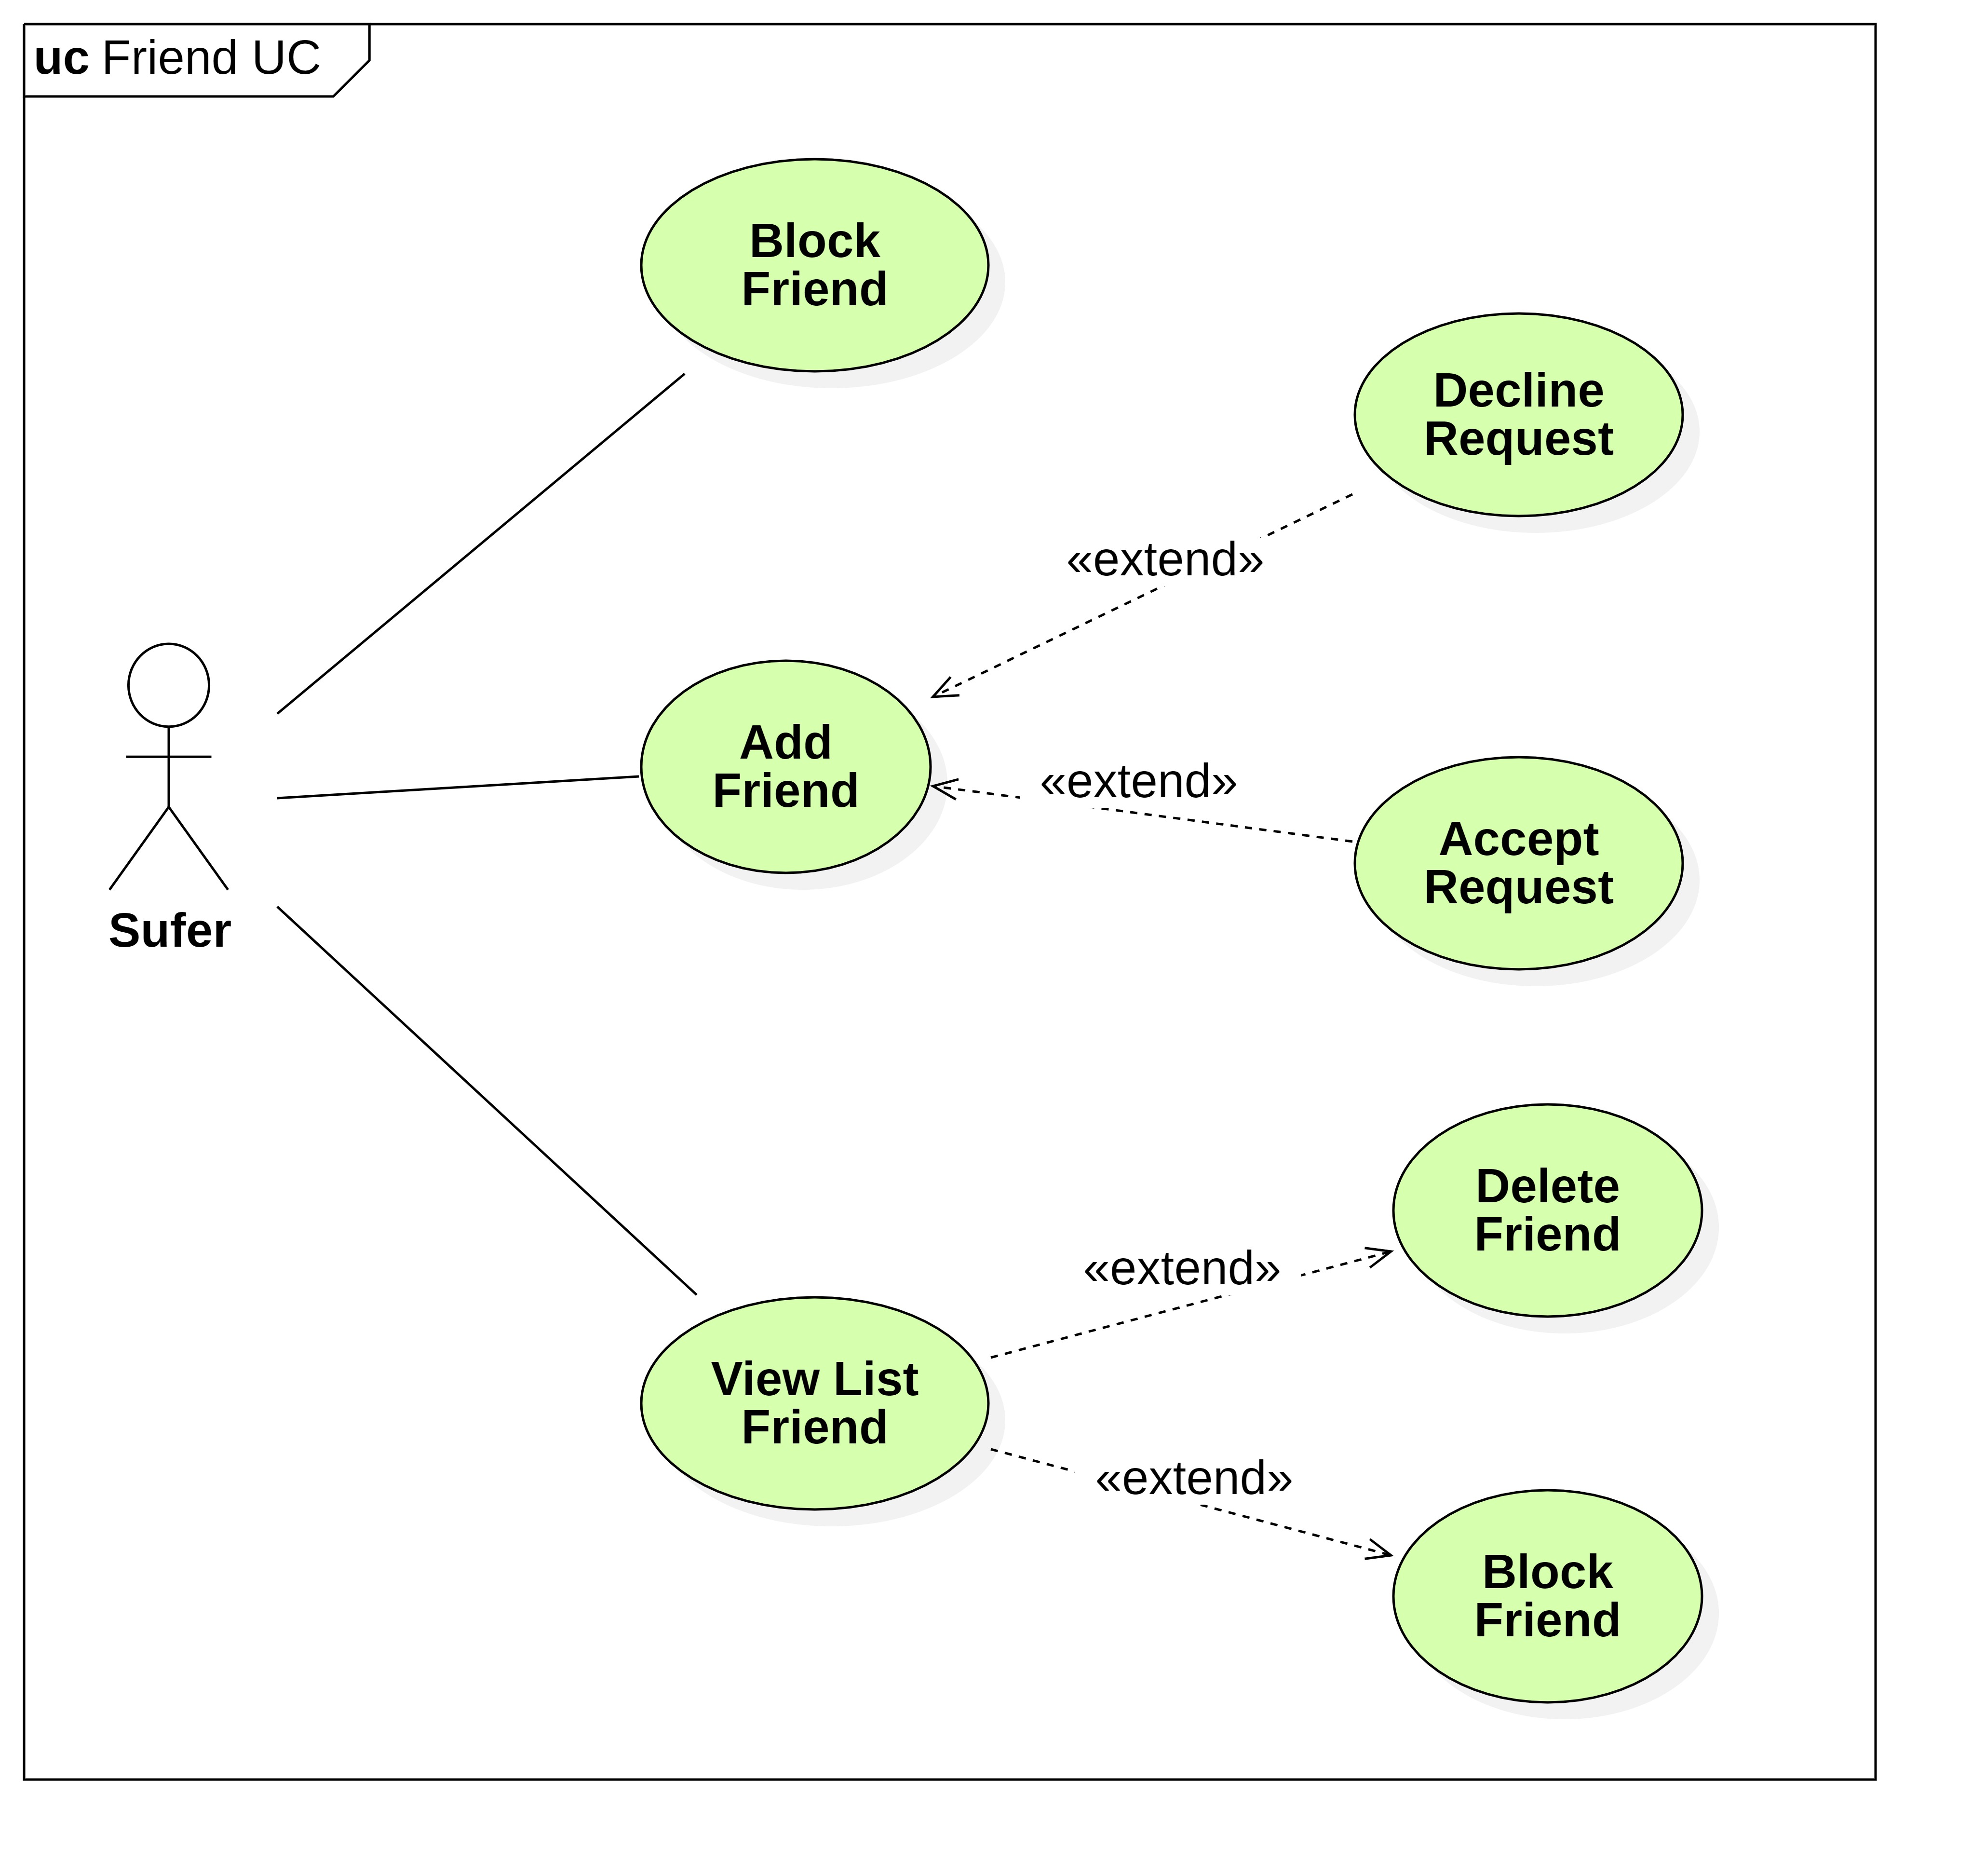 uc Friend UC
Block
Friend
Decline
Request
«extend»
Add
Friend
«extend»
Accept
Request
Sufer
Delete
Friend
«extend»
View List
Friend
«extend»
Block
Friend